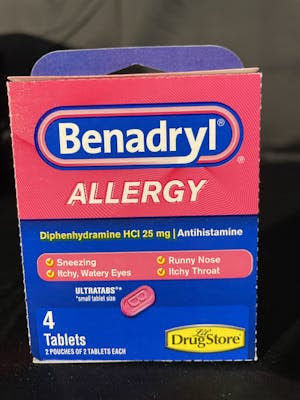 Benadryl®
ALLERGY
Diphenhydramine HCl 25 mg | Antihistamine
Sneezing
Runny Nose
Itchy, Watery Eyes
Itchy Throat
ULTRATABS®*
*small tablet size
4
Tablets
2 POUCHES OF 2 TABLETS EACH
Lil'
DrugStore